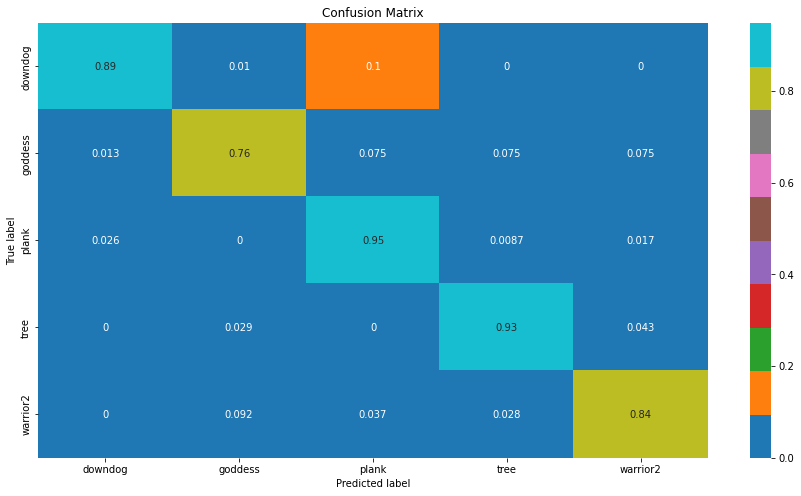 Confusion Matrix
downdog 0.89 0.01 0.1 0 0
goddess 0.013 0.76 0.075 0.075 0.075
plank 0.026 0 0.95 0.0087 0.017
tree 0 0.029 0 0.93 0.043
warrior2 0 0.092 0.037 0.028 0.84
True label
downdog goddess plank tree warrior2
Predicted label
0.8
0.6
0.4
0.2
0.0